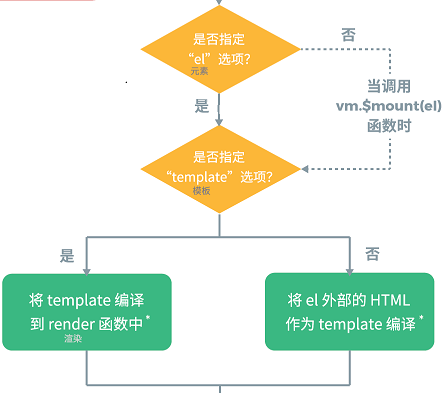 是否指定
“el”选项？
元素
否
当调用
vm.$mount(el)
函数时
是
是否指定
“template”选项？
模板
是
否
将 template 编译
到 render 函数中*
渲染
将 el 外部的 HTML
作为 template 编译*